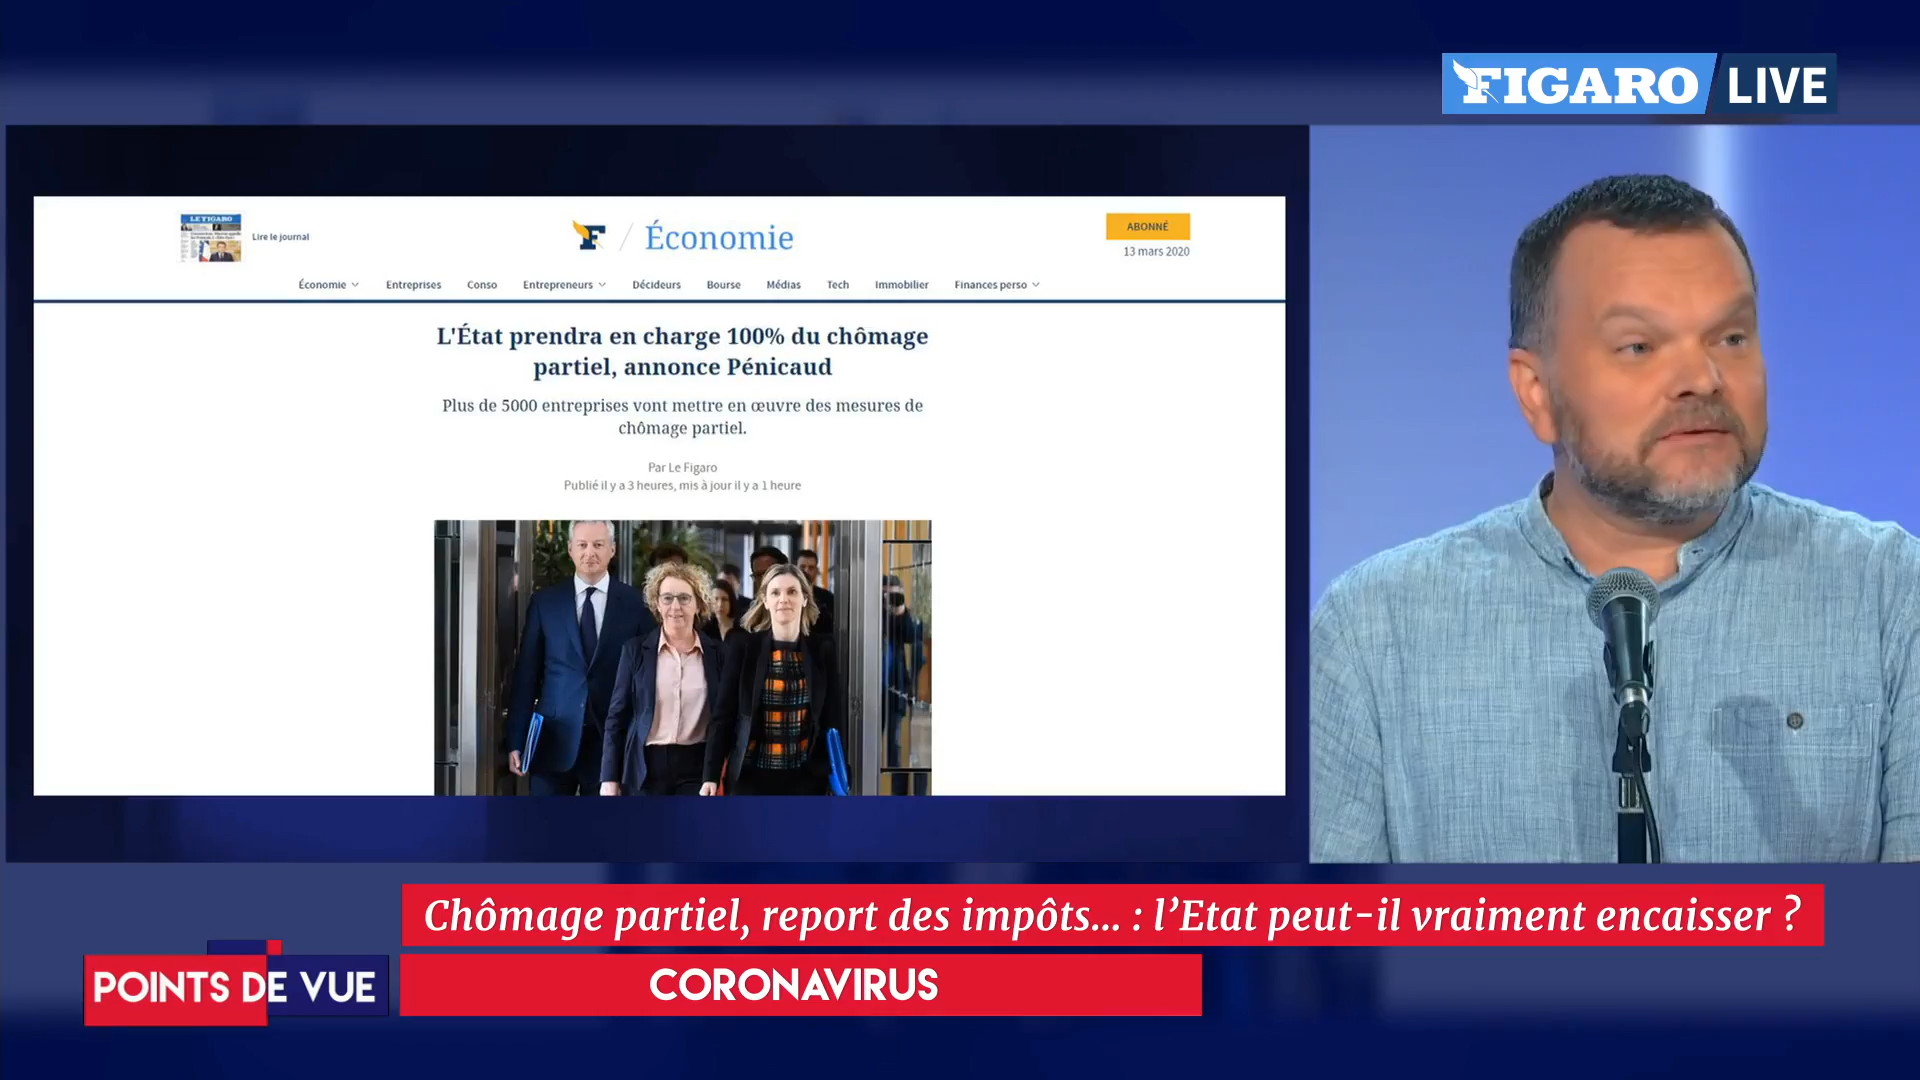 FIGARO LIVE
LE FIGARO
Lire le journal
F / Économie
ABONNÉ
13 mars 2020
Économie Entreprises Conso Entrepreneurs Décideurs Bourse Médias Tech Immobilier Finances perso
L'État prendra en charge 100% du chômage
partiel, annonce Pénicaud
Plus de 5000 entreprises vont mettre en œuvre des mesures de
chômage partiel.
Par Le Figaro
Publié il y a 3 heures, mis à jour il y a 1 heure
Chômage partiel, report des impôts... : l’Etat peut-il vraiment encaisser ?
POINTS DE VUE
CORONAVIRUS